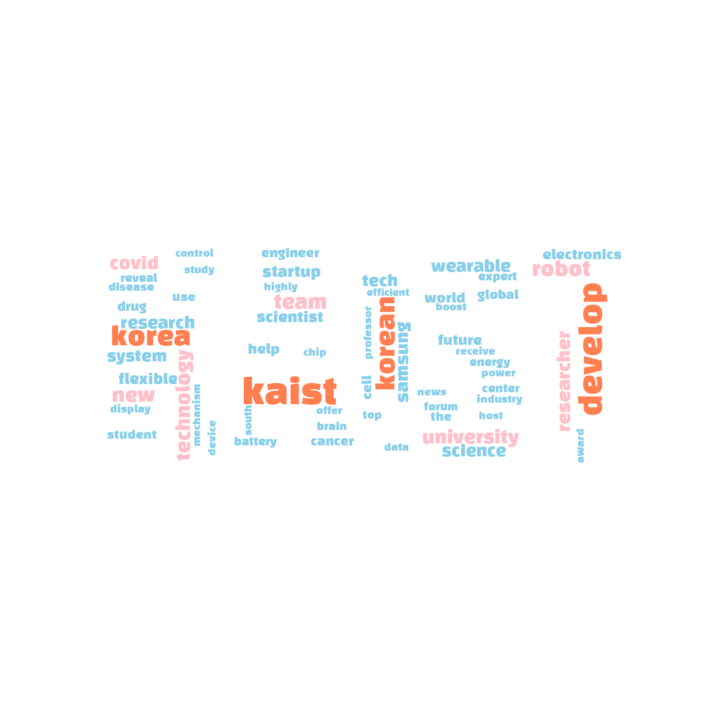 covid
control
study
reveal
disease
drug
use
research
korea
system
flexible
technology
new
display
mechanism
student
device
engineer
startup
highly
team
scientist
help
chip
kaist
south
offer
brain
battery
cancer
tech
efficient
professor
korean
samsung
cell
top
data
wearable
expert
world
global
boost
future
receive
energy
power
news
center
industry
forum
the
host
university
science
electronics
robot
develop
researcher
award